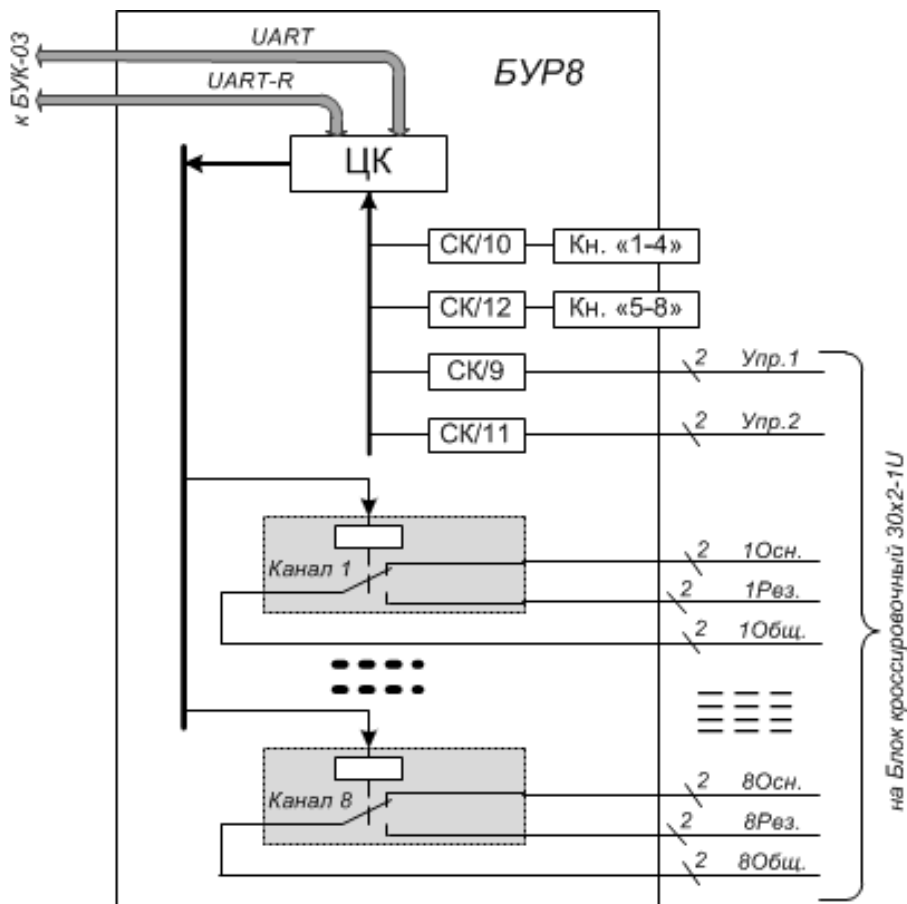 к БУК-03
UART
UART-R
БУР8
ЦК
СК/10
Кн. «1-4»
СК/12
Кн. «5-8»
СК/9
2
Упр.1
СК/11
2
Упр.2
Канал 1
2
1Осн.
2
1Рез.
2
1Общ.
Канал 8
2
8Осн.
2
8Рез.
2
8Общ.
на Блок кроссировочный 30x2-1U